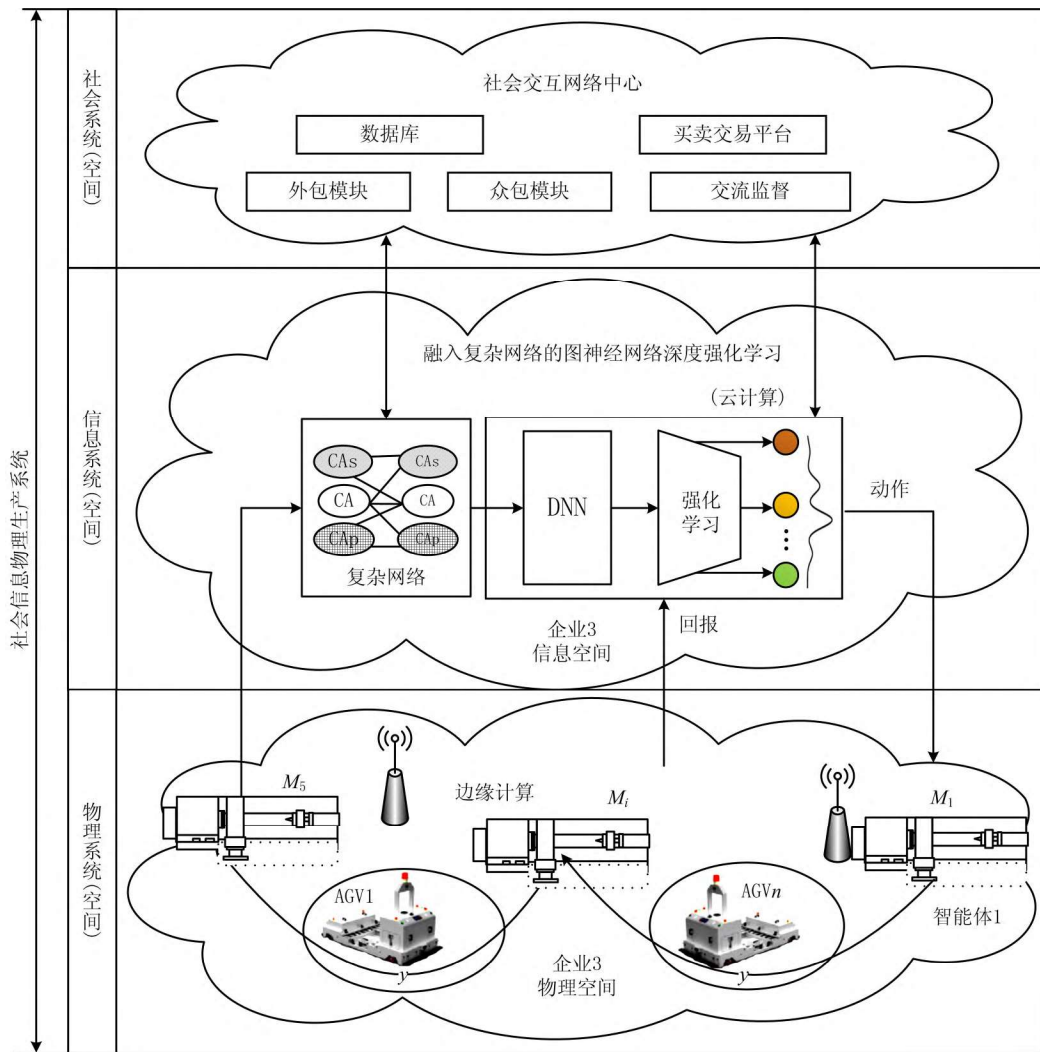 社会信息物理生产系统
社会系统(空间)
社会交互网络中心
数据库
买卖交易平台
外包模块
众包模块
交流监督
信息系统(空间)
融入复杂网络的图神经网络深度强化学习
(云计算)
CAs
CAs
CA
CA
CAp
CAp
复杂网络
DNN
强化
学习
动作
企业3
信息空间
回报
物理系统(空间)
M5
边缘计算
Mi
M1
AGV1
AGVn
智能体1
y
y
企业3
物理空间